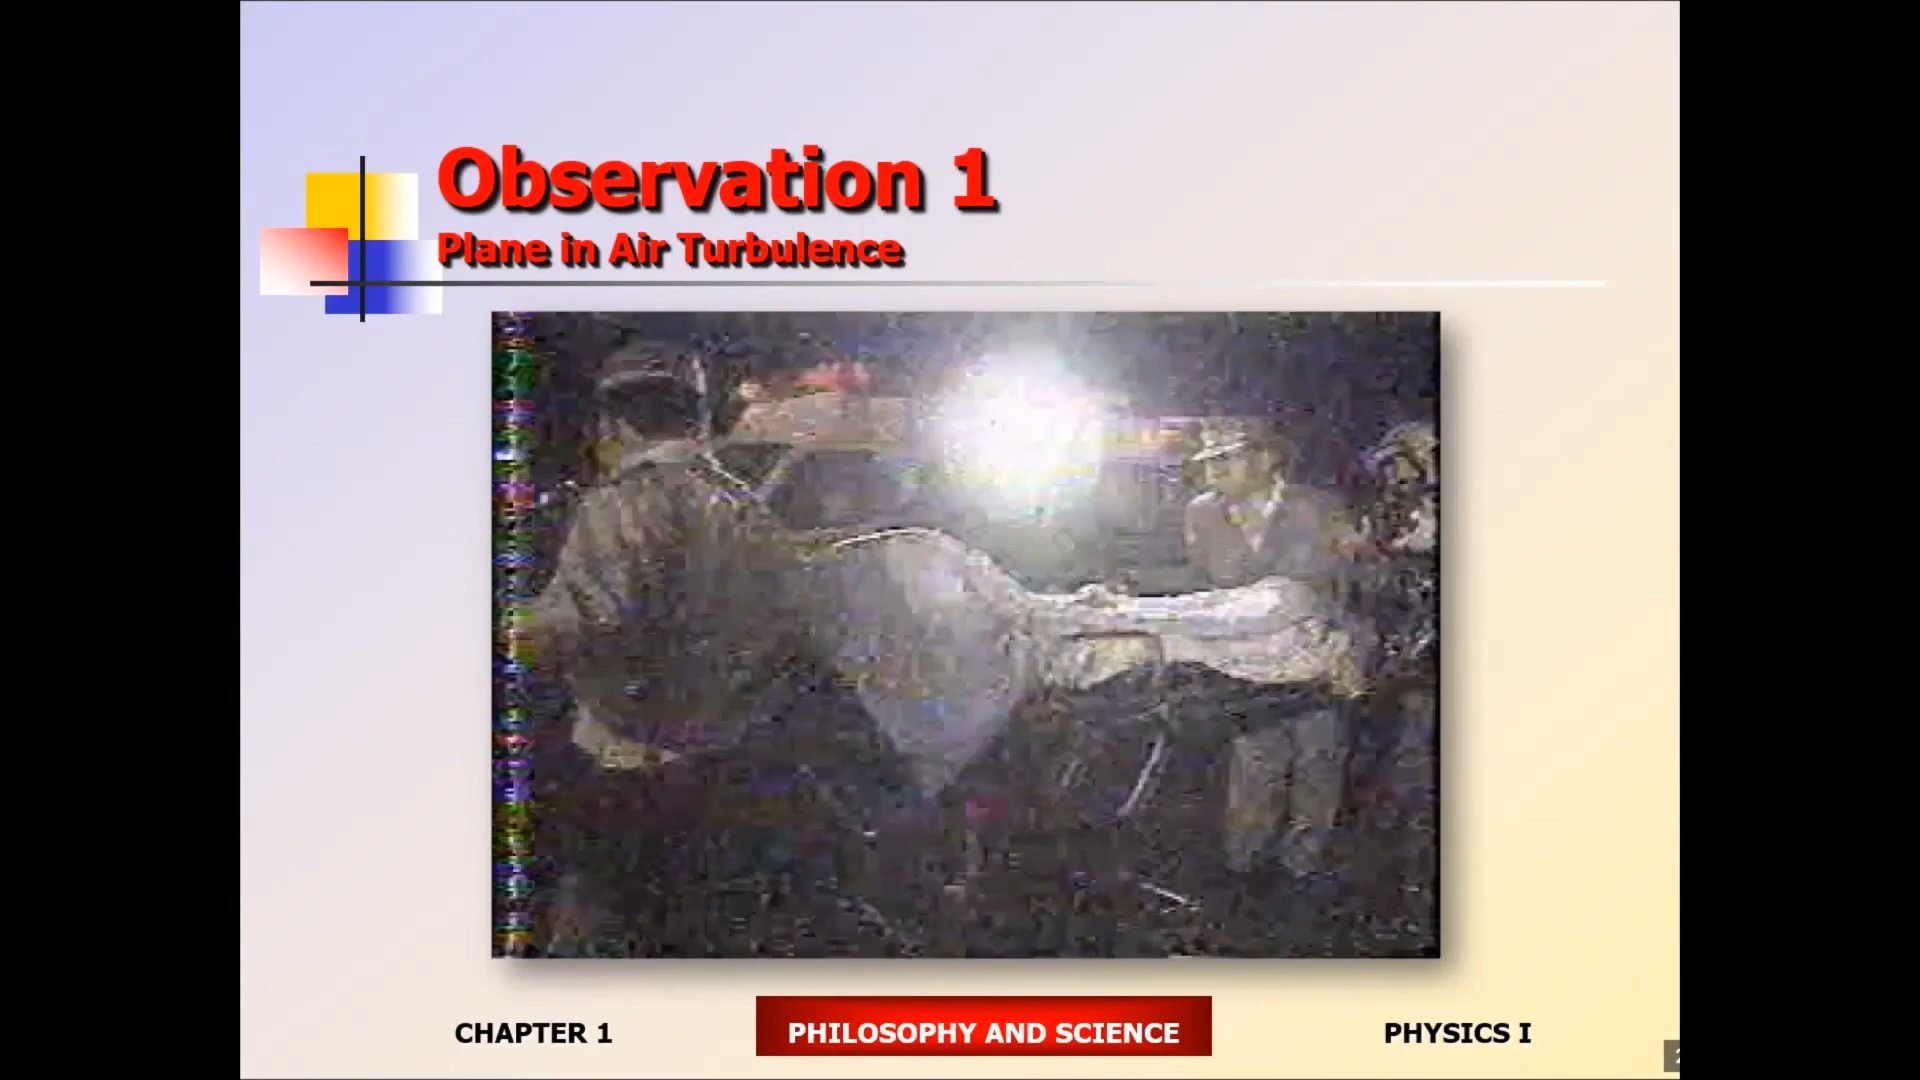 Observation 1
Plane in Air Turbulence
CHAPTER 1
PHILOSOPHY AND SCIENCE
PHYSICS I